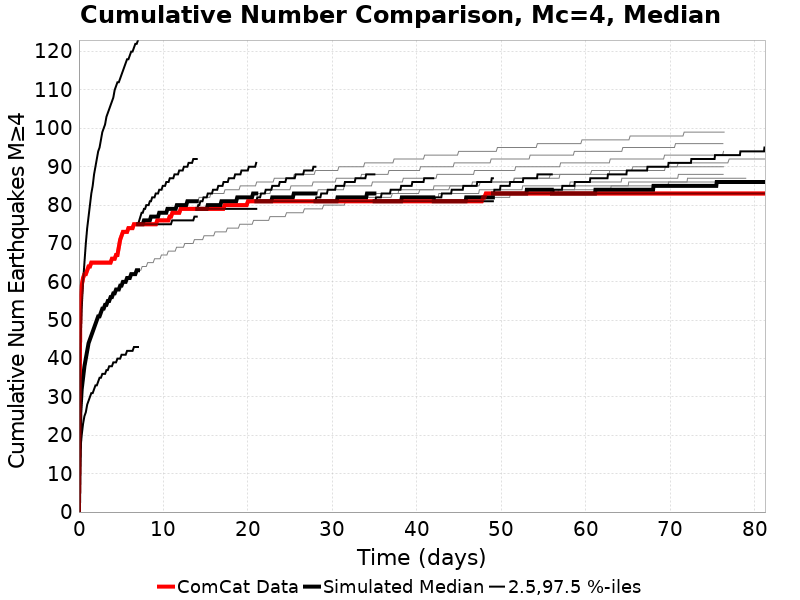 Cumulative Number Comparison, Mc=4, Median
Cumulative Num Earthquakes M≥4
120
110
100
90
80
70
60
50
40
30
20
10
0
0 10 20 30 40 50 60 70 80
Time (days)
ComCat Data Simulated Median 2.5,97.5 %-iles